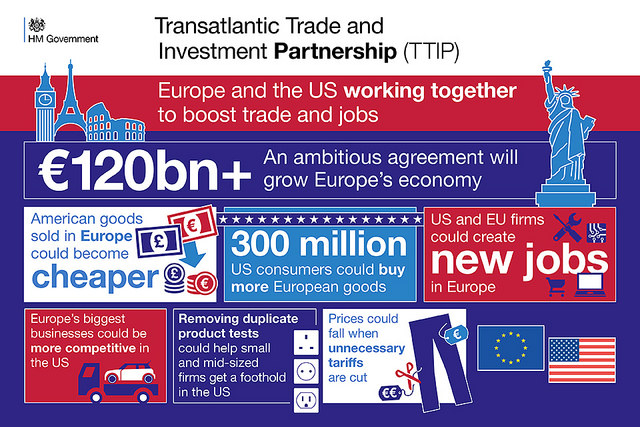 HM Government
Transatlantic Trade and
Investment Partnership (TTIP)
Europe and the US working together
to boost trade and jobs
€120bn+
An ambitious agreement will
grow Europe's economy
American goods
sold in Europe
could become
cheaper
£
€
£
€
300 million
US consumers could buy
more European goods
US and EU firms
could create
new jobs
in Europe
Europe's biggest
businesses could be
more competitive in
the US
Removing duplicate
product tests
could help small
and mid-sized
firms get a foothold
in the US
Prices could
fall when
unnecessary
tariffs
are cut
€
€€